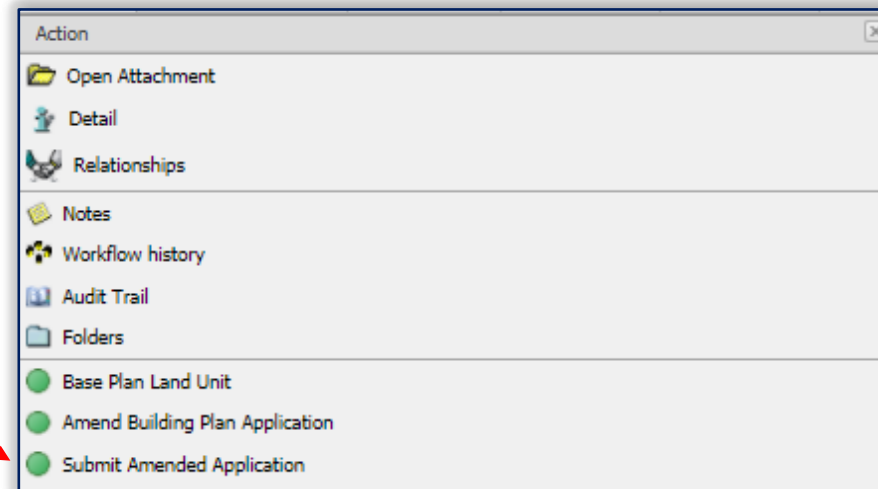 Action
Open Attachment
Detail
Relationships
Notes
Workflow history
Audit Trail
Folders
Base Plan Land Unit
Amend Building Plan Application
Submit Amended Application